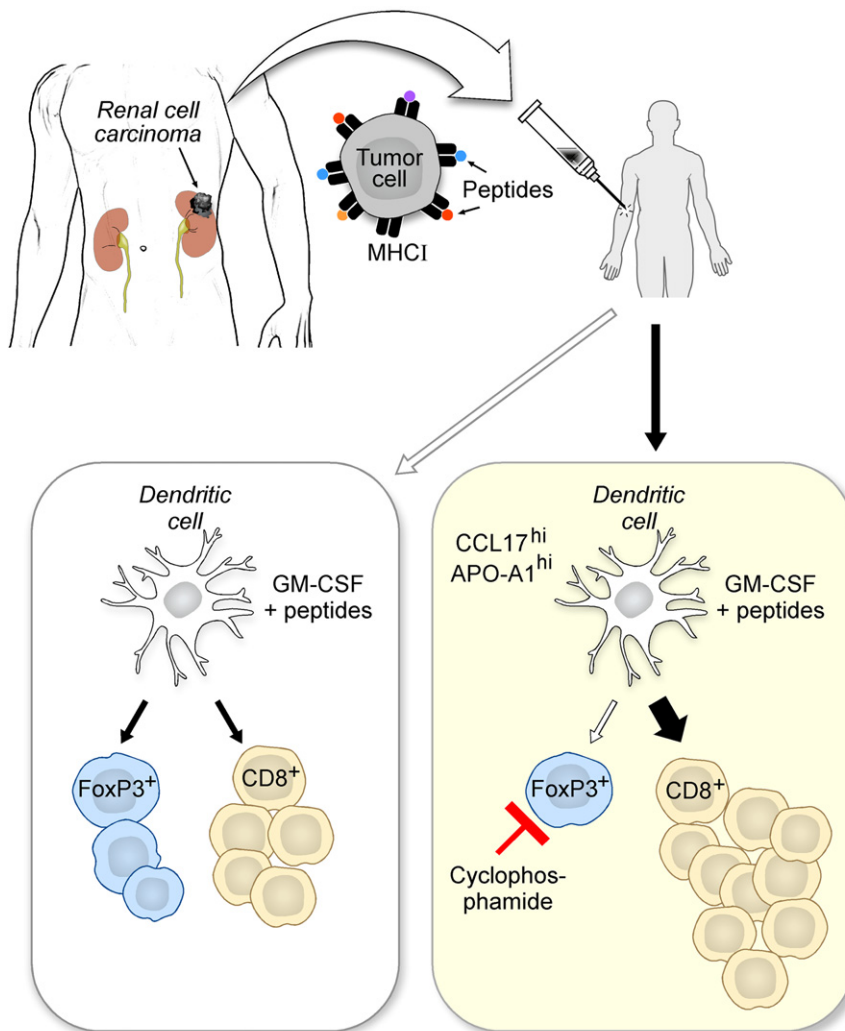 Renal cell
carcinoma
Tumor
cell
Peptides
MHCI
Dendritic
cell
GM-CSF
+ peptides
FoxP3+
CD8+
Dendritic
cell
CCL17hi
APO-A1hi
GM-CSF
+ peptides
FoxP3+
CD8+
Cyclophos-
phamide